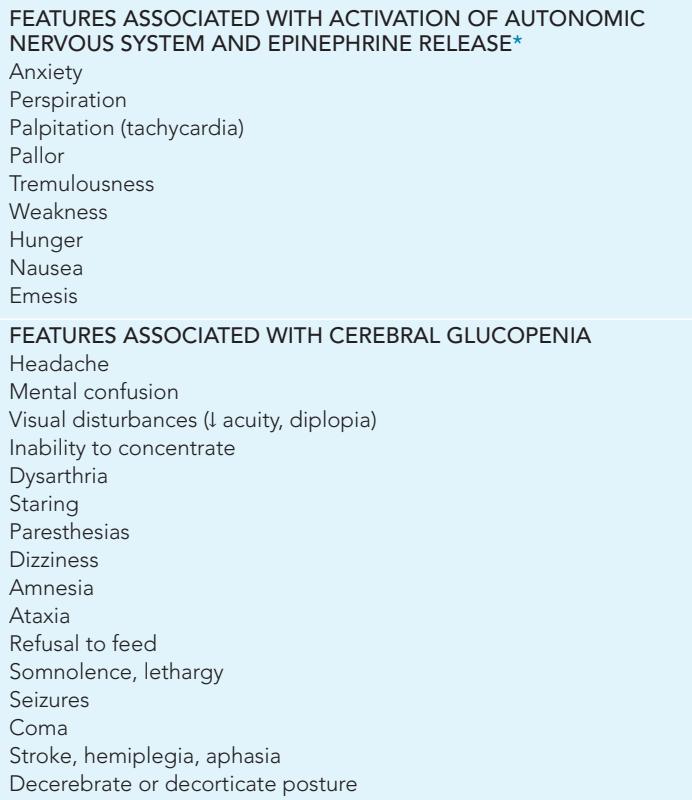 FEATURES ASSOCIATED WITH ACTIVATION OF AUTONOMIC
NERVOUS SYSTEM AND EPINEPHRINE RELEASE*
Anxiety
Perspiration
Palpitation (tachycardia)
Pallor
Tremulousness
Weakness
Hunger
Nausea
Emesis
FEATURES ASSOCIATED WITH CEREBRAL GLUCOPENIA
Headache
Mental confusion
Visual disturbances (↓ acuity, diplopia)
Inability to concentrate
Dysarthria
Staring
Paresthesias
Dizziness
Amnesia
Ataxia
Refusal to feed
Somnolence, lethargy
Seizures
Coma
Stroke, hemiplegia, aphasia
Decerebrate or decorticate posture